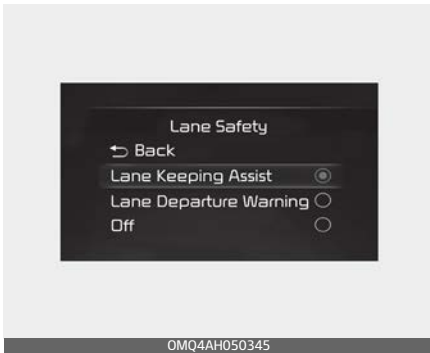 Lane Safety
Back
Lane Keeping Assist
Lane Departure Warning
Off
OMQ4AH050345